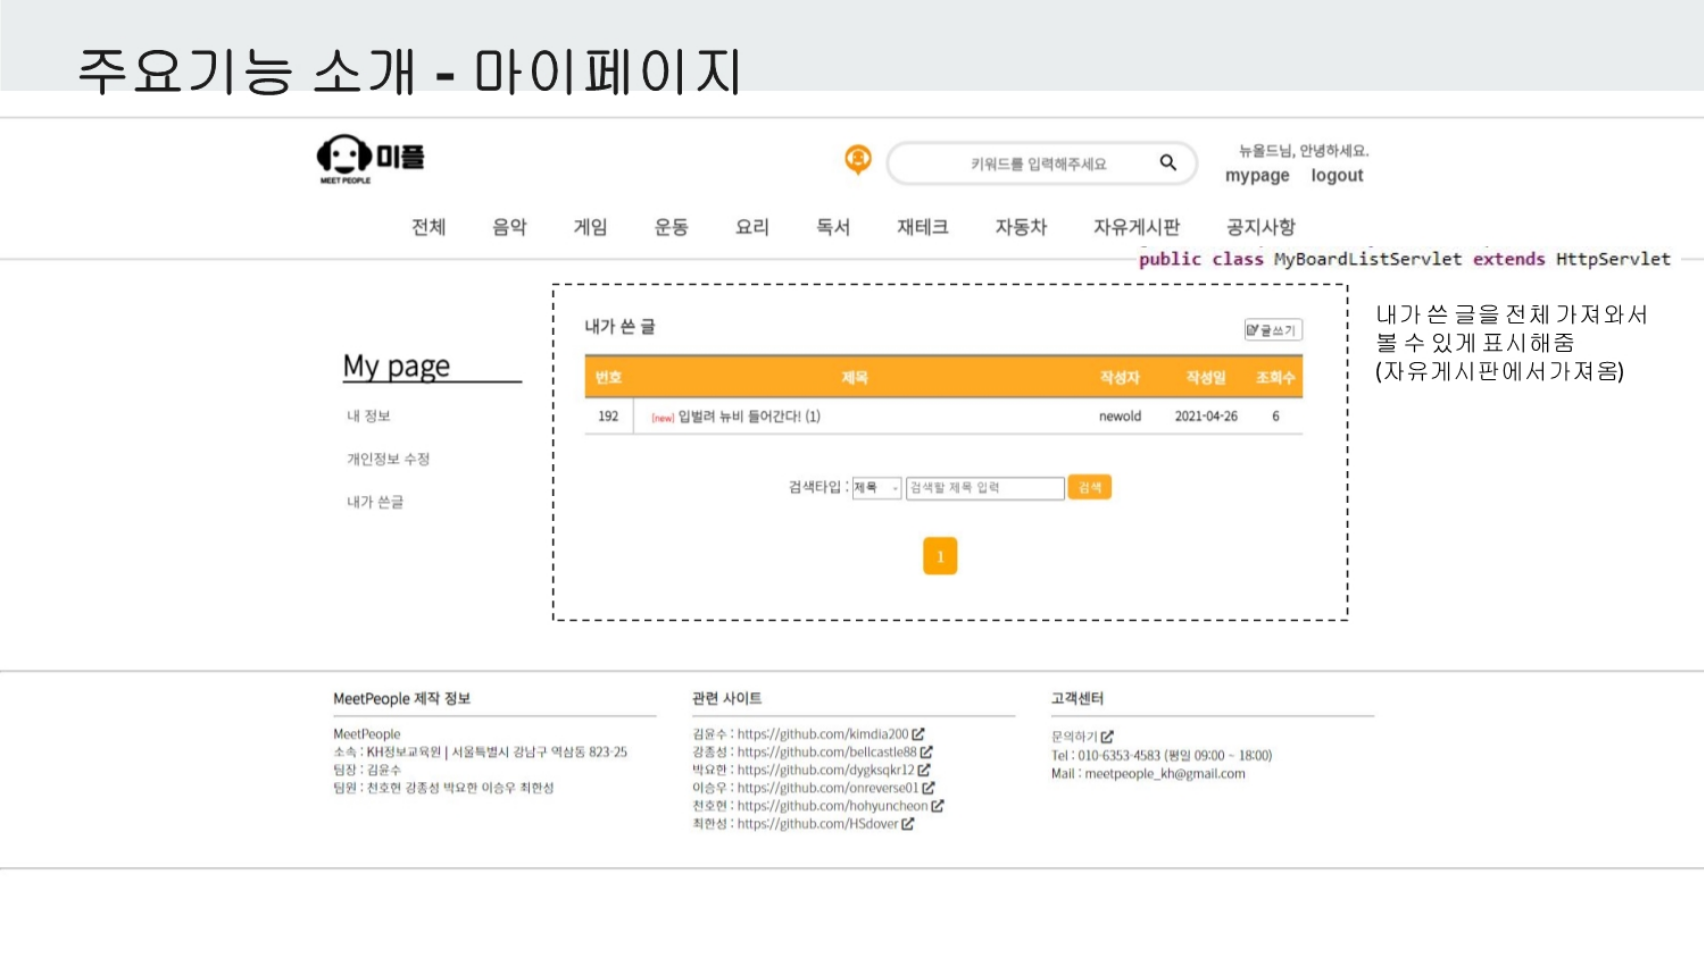 주요기능 소개 - 마이페이지
미플
MEET PEOPLE
키워드를 입력해주세요
뉴올드님, 안녕하세요.
mypage logout
전체 음악 게임 운동 요리 독서 재테크 자동차 자유게시판 공지사항
public class MyBoardListServlet extends HttpServlet
내가 쓴 글을 전체 가져와서
볼 수 있게 표시해줌
(자유게시판에서가져옴)
My page
내 정보
개인정보 수정
내가 쓴글
내가 쓴 글
글쓰기
번호 제목 작성자 작성일 조회수
192 [new] 입벌려 뉴비 들어간다! (1) newold 2021-04-26 6
검색타입 : 제목 검색할 제목 입력 검색
1
MeetPeople 제작 정보
MeetPeople
소속 : KH정보교육원 | 서울특별시 강남구 역삼동 823-25
팀장 : 김윤수
팀원 : 천호현 강종성 박요한 이승우 최한성
관련 사이트
김윤수 : https://github.com/kimdia200
강종성 : https://github.com/bellcastle88
박요한 : https://github.com/dygksqkr12
이승우 : https://github.com/onreverse01
천호현 : https://github.com/hohyuncheon
최한성 : https://github.com/HSdover
고객센터
문의하기
Tel : 010-6353-4583 (평일 09:00 ~ 18:00)
Mail : meetpeople_kh@gmail.com